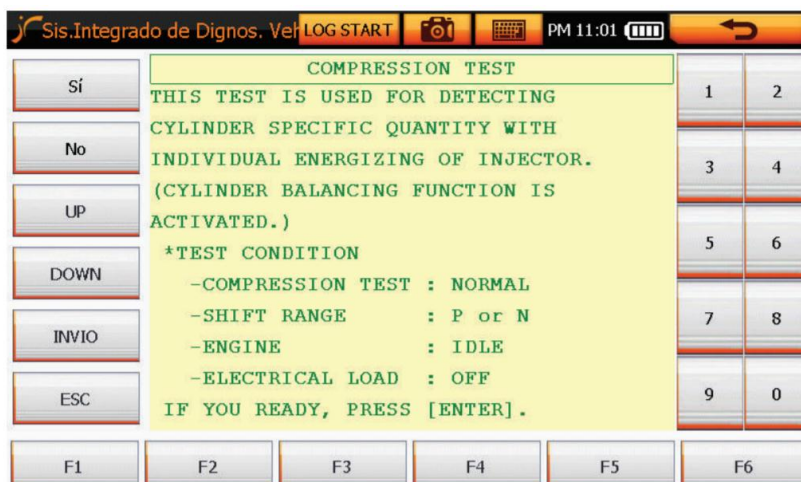 Sis.Integrado de Dignos. Veh LOG START PM 11:01
COMPRESSION TEST
THIS TEST IS USED FOR DETECTING
CYLINDER SPECIFIC QUANTITY WITH
INDIVIDUAL ENERGIZING OF INJECTOR.
(CYLINDER BALANCING FUNCTION IS
ACTIVATED.)
*TEST CONDITION
-COMPRESSION TEST : NORMAL
-SHIFT RANGE : P or N
-ENGINE : IDLE
-ELECTRICAL LOAD : OFF
IF YOU READY, PRESS [ENTER].
Sí
No
UP
DOWN
INVIO
ESC
1 2
3 4
5 6
7 8
9 0
F1 F2 F3 F4 F5 F6